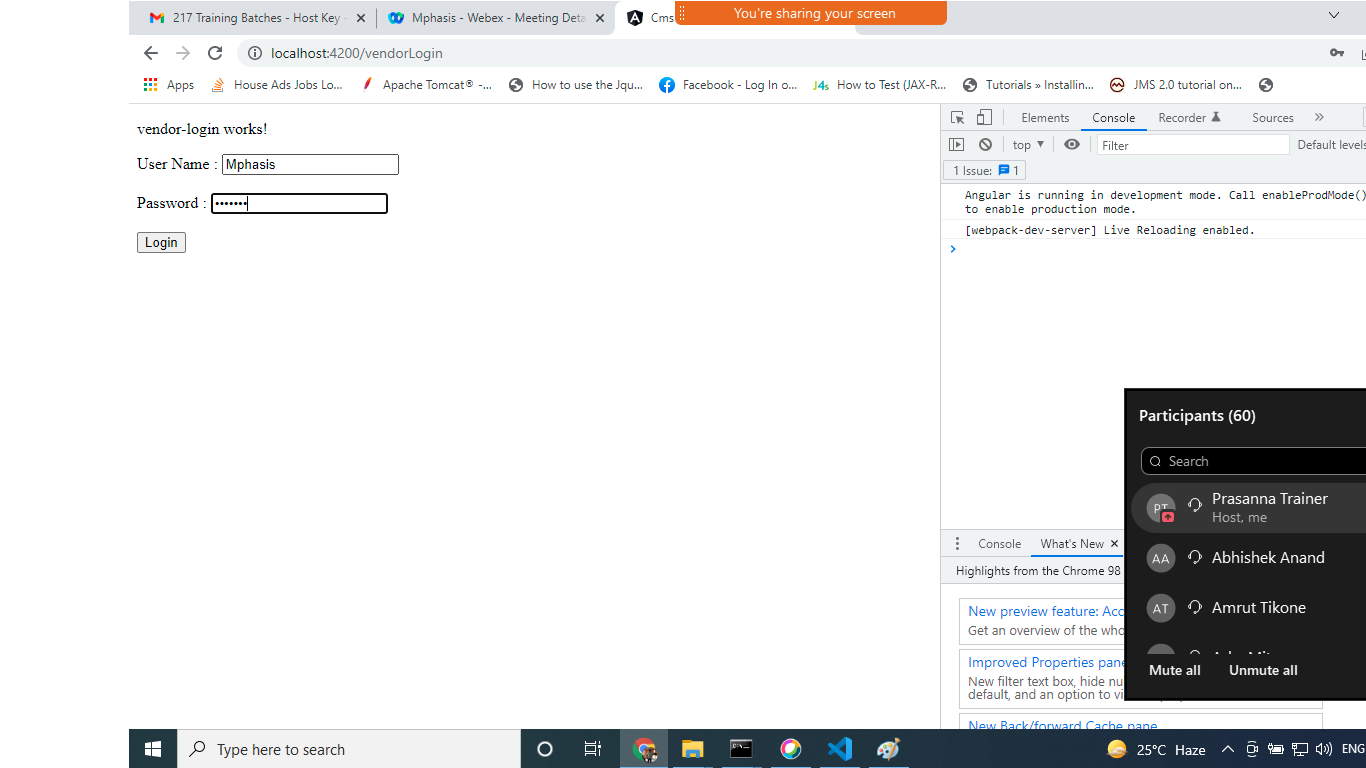 217 Training Batches - Host Key -
Mphasis - Webex - Meeting Deta
Cms
You're sharing your screen
localhost:4200/vendorLogin
Apps
House Ads Jobs Lo...
Apache Tomcat® -...
How to use the Jqu...
Facebook - Log In o...
J4s
How to Test (JAX-R...
Tutorials » Installin...
JMS 2.0 tutorial on...
vendor-login works!
User Name : Mphasis
Password : •••••••
Login
Elements Console Recorder Sources »
top ▼ Filter Default levels
1 Issue: 1
Angular is running in development mode. Call enableProdMode()
to enable production mode.
[webpack-dev-server] Live Reloading enabled.
Console What's New
Highlights from the Chrome 98
New preview feature: Acc
Get an overview of the who
Improved Properties pane
New filter text box, hide nu
default, and an option to vi
New Back/forward Cache pane
Participants (60)
Search
PT Prasanna Trainer
Host, me
AA Abhishek Anand
AT Amrut Tikone
Mute all Unmute all
Type here to search
25°C Haze
ENG